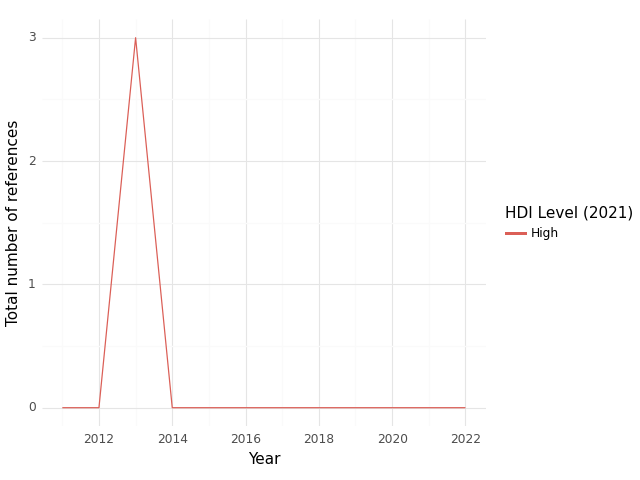 3
2
1
0
Total number of references
2012 2014 2016 2018 2020 2022
Year
HDI Level (2021)
High